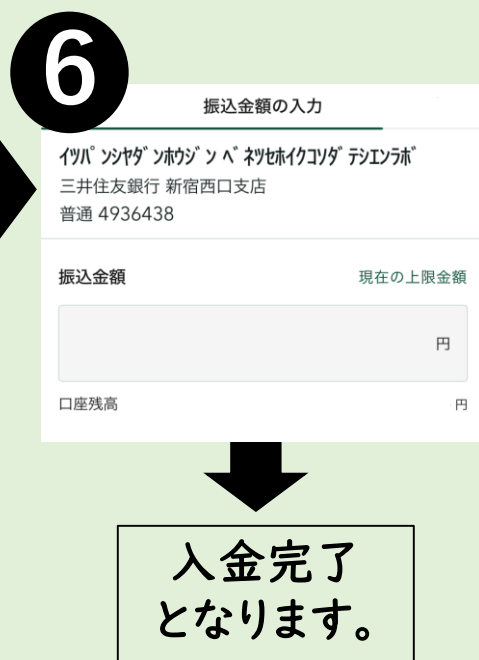 6
振込金額の入力
イツパ ンシヤダ ンホウジ ン ベ ネツセホイクコソダ テシエンラボ
三井住友銀行 新宿西口支店
普通 4936438
振込金額
現在の上限金額
円
口座残高
円
入金完了
となります。